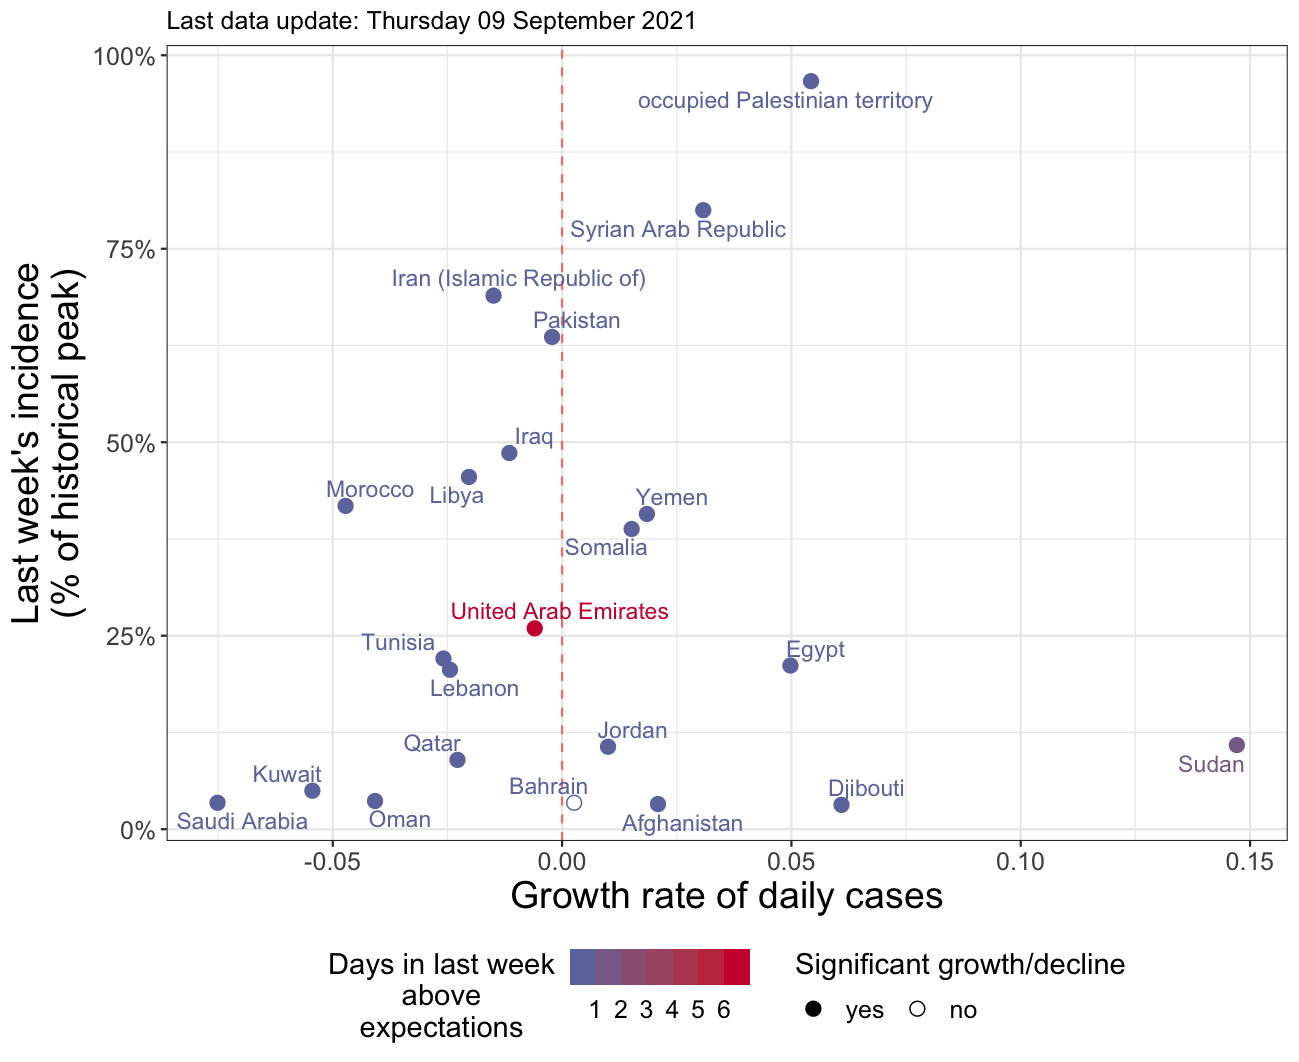 Last data update: Thursday 09 September 2021
100%
occupied Palestinian territory
Syrian Arab Republic
75%
Iran (Islamic Republic of)
Pakistan
Last week's incidence
(% of historical peak)
50%
Iraq
Morocco
Libya
Yemen
Somalia
United Arab Emirates
25%
Tunisia
Egypt
Lebanon
Jordan
Qatar
Sudan
Kuwait
Bahrain
Djibouti
Saudi Arabia
Oman
Afghanistan
0%
-0.05 0.00 0.05 0.10 0.15
Growth rate of daily cases
Days in last week
above
expectations
1 2 3 4 5 6
Significant growth/decline
yes no